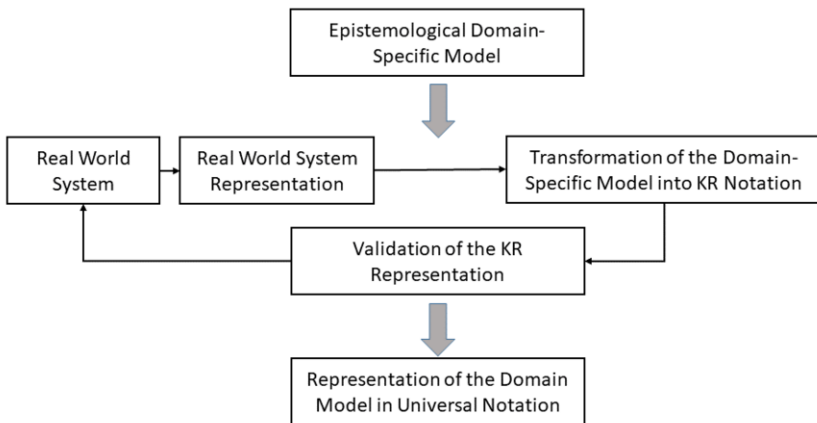 Epistemological Domain-
Specific Model
Real World
System
Real World System
Representation
Transformation of the Domain-
Specific Model into KR Notation
Validation of the KR
Representation
Representation of the Domain
Model in Universal Notation